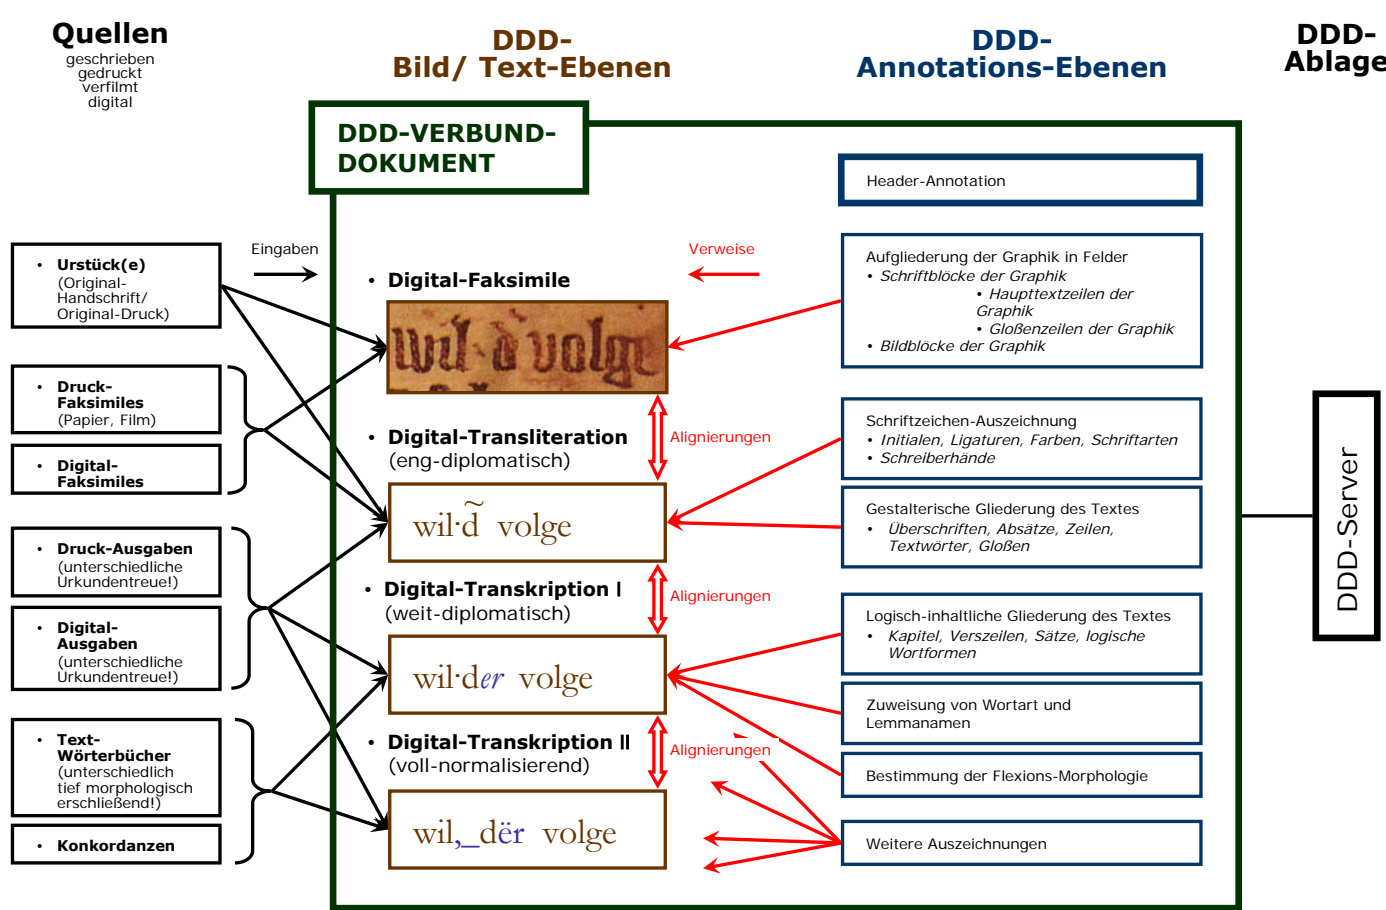 Quellen
geschrieben
gedruckt
verfilmt
digital
DDD-
Bild/ Text-Ebenen
DDD-
Annotations-Ebenen
DDD-
Ablage
DDD-VERBUND-
DOKUMENT
Eingaben
Verweise
• Urstück(e)
(Original-
Handschrift/
Original-Druck)
• Druck-
Faksimiles
(Papier, Film)
• Digital-
Faksimiles
• Druck-Ausgaben
(unterschiedliche
Urkundentreue!)
• Digital-
Ausgaben
(unterschiedliche
Urkundentreue!)
• Text-
Wörterbücher
(unterschiedlich
tief morphologisch
erschließend!)
• Konkordanzen
• Digital-Faksimile
wil·d̃ volge
Alignierungen
• Digital-Transliteration
(eng-diplomatisch)
wil·d̃ volge
Alignierungen
• Digital-Transkription I
(weit-diplomatisch)
wil·der volge
Alignierungen
• Digital-Transkription II
(voll-normalisierend)
wil,_dër volge
Header-Annotation
Aufgliederung der Graphik in Felder
• Schriftblöcke der Graphik
• Haupttextzeilen der
Graphik
• Gloßenzeilen der Graphik
• Bildblöcke der Graphik
Schriftzeichen-Auszeichnung
• Initialen, Ligaturen, Farben, Schriftarten
• Schreiberhände
Gestalterische Gliederung des Textes
• Überschriften, Absätze, Zeilen,
Textwörter, Gloßen
Logisch-inhaltliche Gliederung des Textes
• Kapitel, Verszeilen, Sätze, logische
Wortformen
Zuweisung von Wortart und
Lemmanamen
Bestimmung der Flexions-Morphologie
Weitere Auszeichnungen
DDD-Server